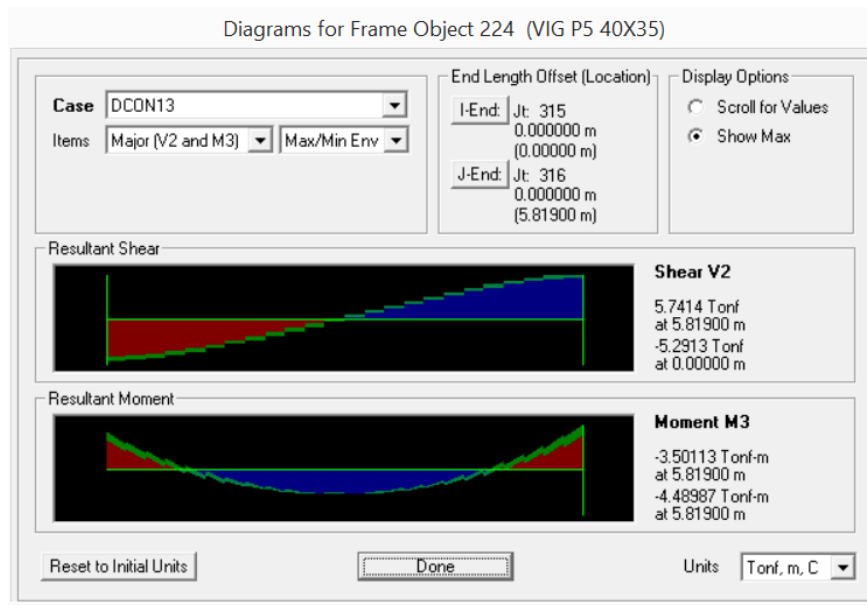 Diagrams for Frame Object 224 (VIG P5 40X35)
Case DCON13
Items Major (V2 and M3) Max/Min Env
End Length Offset (Location)
I-End: Jt: 315
0.000000 m
(0.00000 m)
J-End: Jt: 316
0.000000 m
(5.81900 m)
Display Options
Scroll for Values
Show Max
Resultant Shear
Shear V2
5.7414 Tonf
at 5.81900 m
-5.2913 Tonf
at 0.00000 m
Resultant Moment
Moment M3
-3.50113 Tonf-m
at 5.81900 m
-4.48987 Tonf-m
at 5.81900 m
Reset to Initial Units Done Units Tonf, m, C